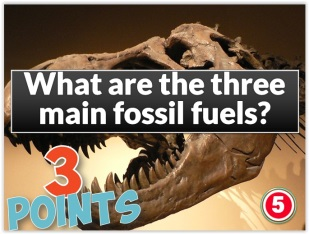 What are the three
main fossil fuels?
3
POINTS
5